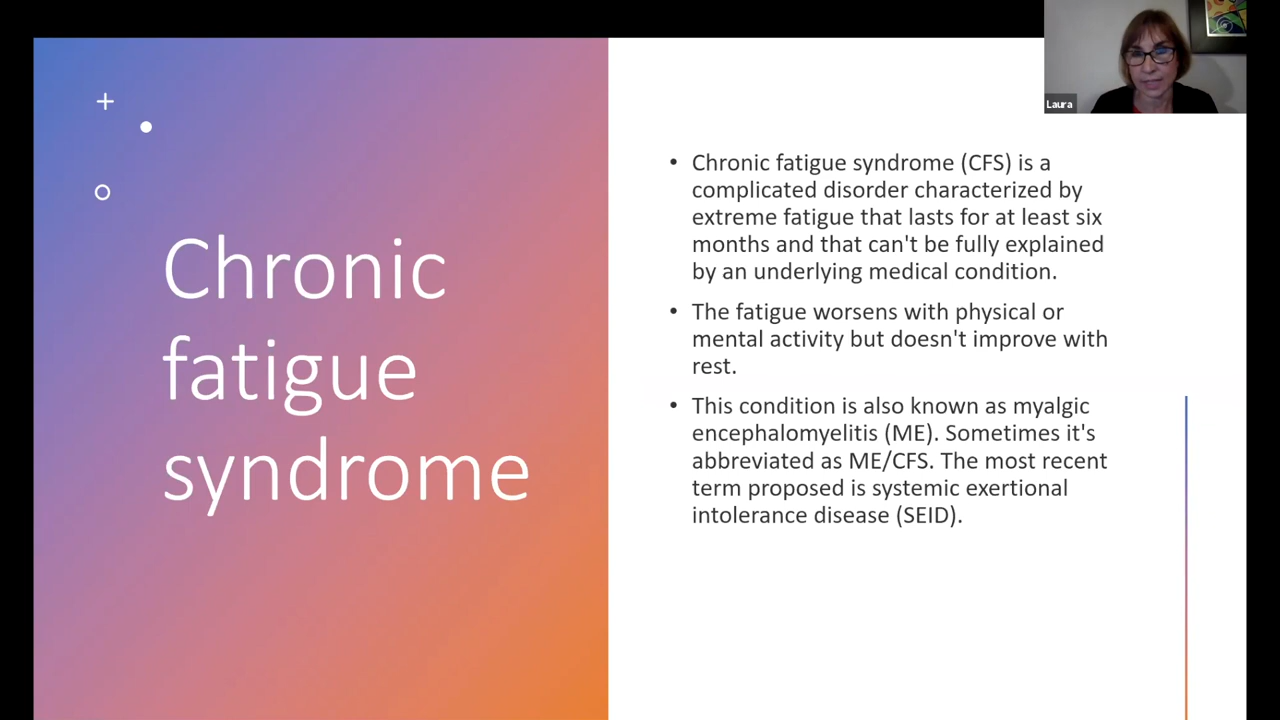 Laura
Chronic
fatigue
syndrome
• Chronic fatigue syndrome (CFS) is a
complicated disorder characterized by
extreme fatigue that lasts for at least six
months and that can't be fully explained
by an underlying medical condition.
• The fatigue worsens with physical or
mental activity but doesn't improve with
rest.
• This condition is also known as myalgic
encephalomyelitis (ME). Sometimes it's
abbreviated as ME/CFS. The most recent
term proposed is systemic exertional
intolerance disease (SEID).